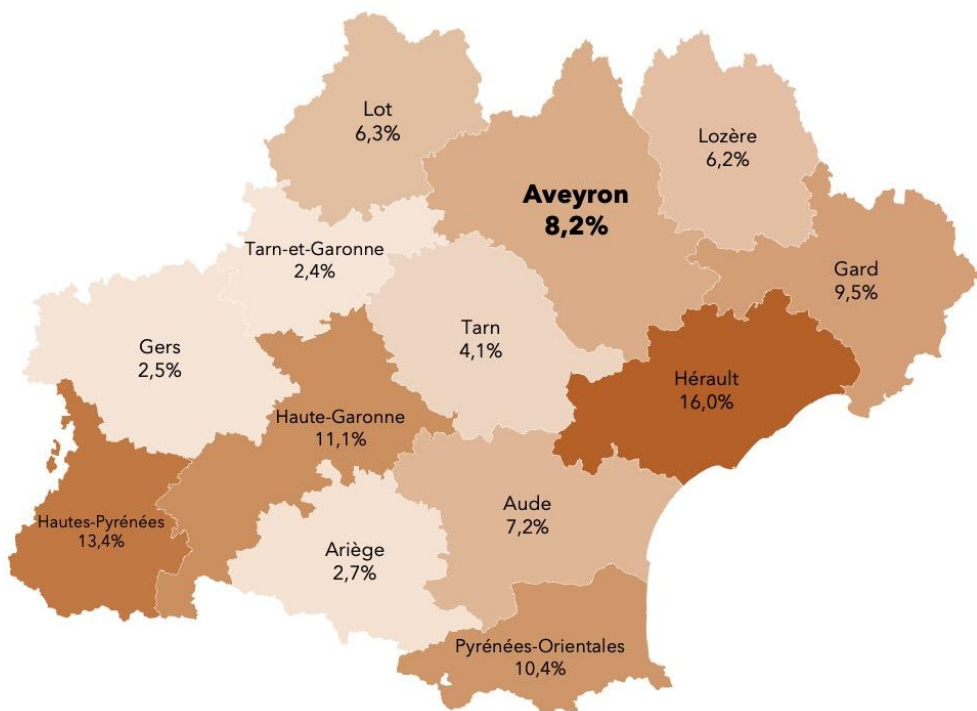 Lot
6,3%
Lozère
6,2%
Aveyron
8,2%
Tarn-et-Garonne
2,4%
Gard
9,5%
Gers
2,5%
Tarn
4,1%
Hérault
16,0%
Haute-Garonne
11,1%
Hautes-Pyrénées
13,4%
Aude
7,2%
Ariège
2,7%
Pyrénées-Orientales
10,4%